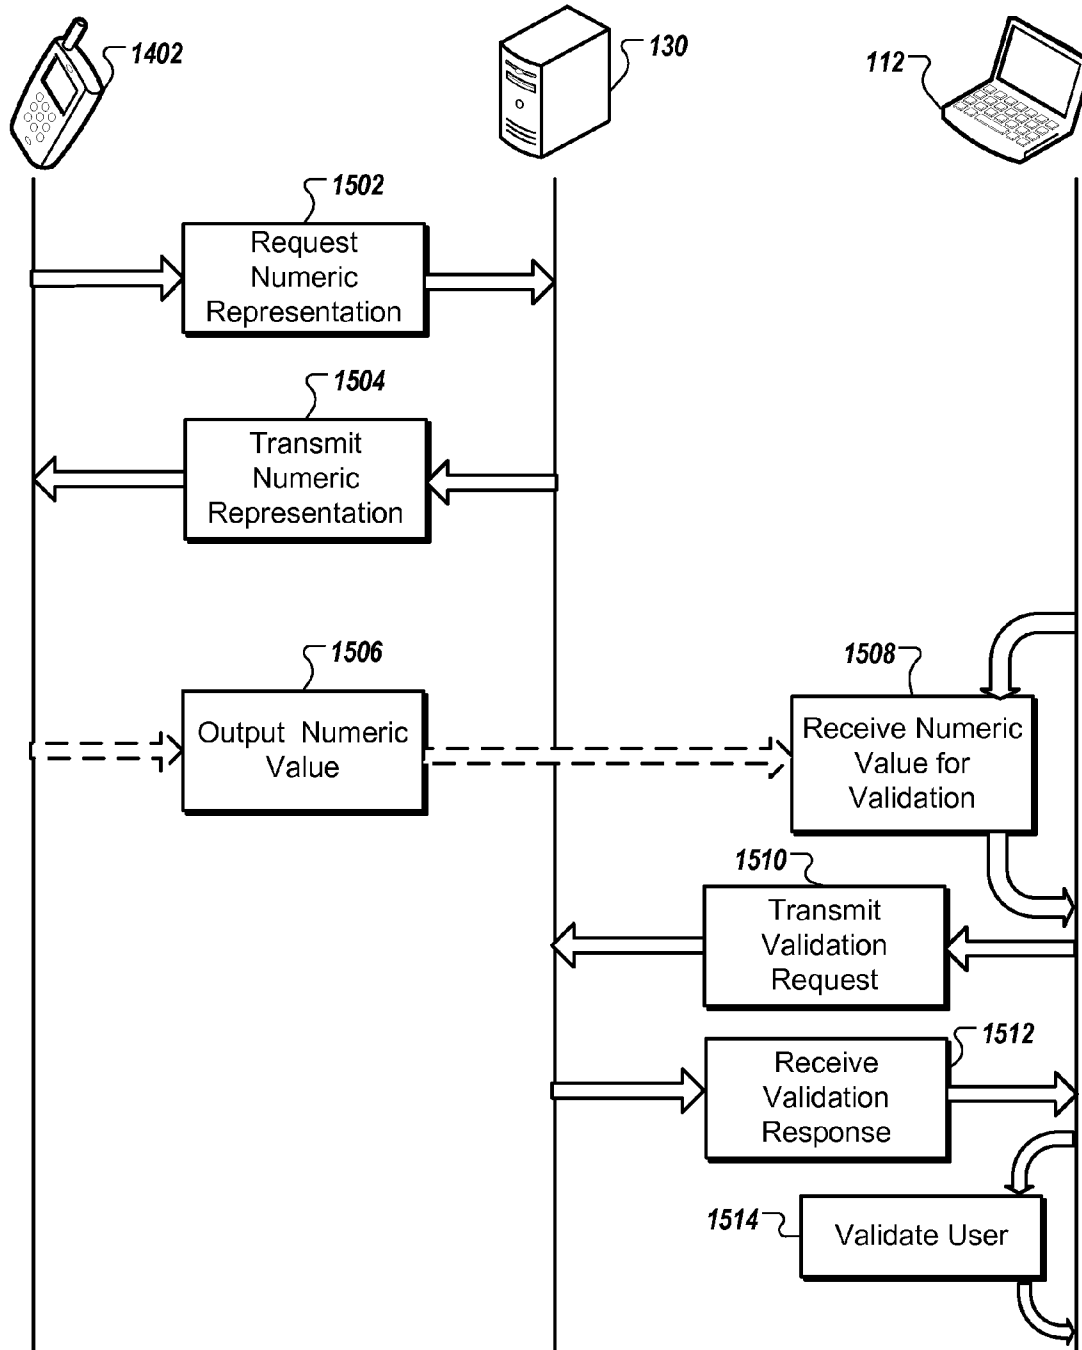 1402
130
112
1502
Request
Numeric
Representation
1504
Transmit
Numeric
Representation
1506
Output Numeric
Value
1508
Receive Numeric
Value for
Validation
1510
Transmit
Validation
Request
1512
Receive
Validation
Response
1514
Validate User